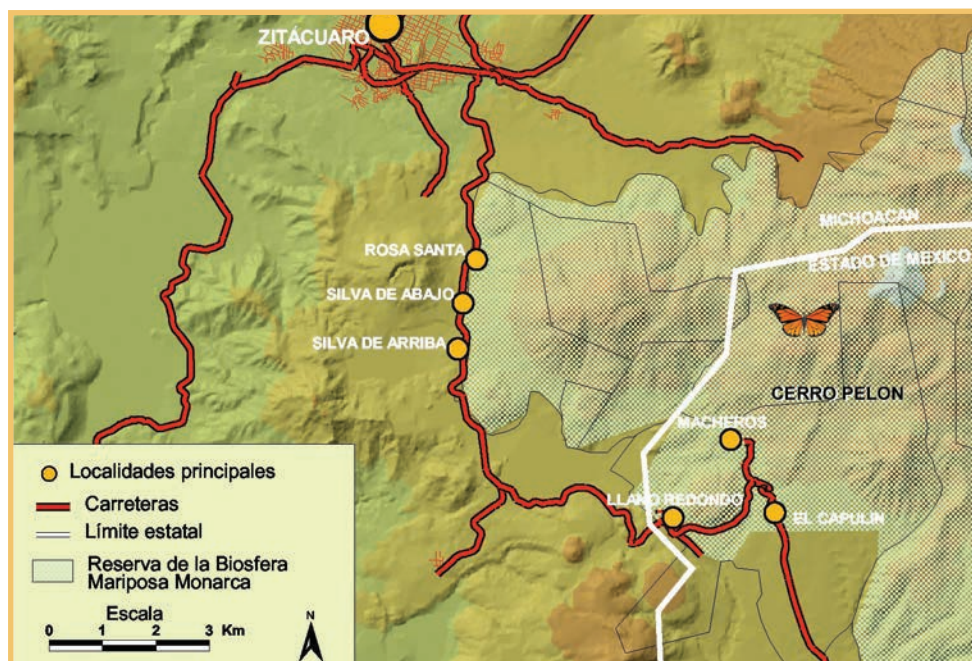 ZITÁCUARO
MICHOACAN
ESTADO DE MEXICO
ROSA SANTA
SILVA DE ABAJO
SILVA DE ARRIBA
CERRO PELON
MACHEROS
LLANO REDONDO
EL CAPULIN
Localidades principales
Carreteras
Límite estatal
Reserva de la Biosfera
Mariposa Monarca
Escala
0 1 2 3 Km
N